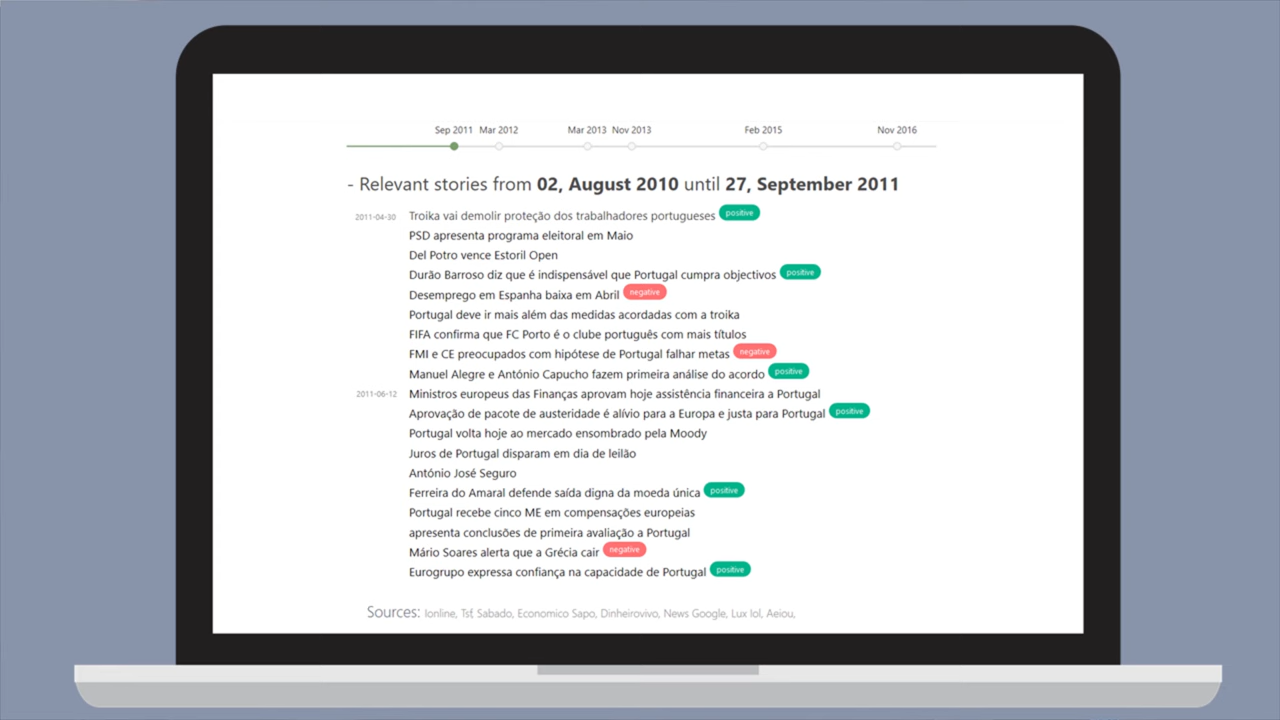 Sep 2011 Mar 2012 Mar 2013 Nov 2013 Feb 2015 Nov 2016
- Relevant stories from 02, August 2010 until 27, September 2011
2011-04-30 Troika vai demolir proteção dos trabalhadores portugueses positive
PSD apresenta programa eleitoral em Maio
Del Potro vence Estoril Open
Durão Barroso diz que é indispensável que Portugal cumpra objectivos positive
Desemprego em Espanha baixa em Abril negative
Portugal deve ir mais além das medidas acordadas com a troika
FIFA confirma que FC Porto é o clube português com mais títulos
FMI e CE preocupados com hipótese de Portugal falhar metas negative
Manuel Alegre e António Capucho fazem primeira análise do acordo positive
2011-06-12 Ministros europeus das Finanças aprovam hoje assistência financeira a Portugal
Aprovação de pacote de austeridade é alívio para a Europa e justa para Portugal positive
Portugal volta hoje ao mercado ensombrado pela Moody
Juros de Portugal disparam em dia de leilão
António José Seguro
Ferreira do Amaral defende saída digna da moeda única positive
Portugal recebe cinco ME em compensações europeias
apresenta conclusões de primeira avaliação a Portugal
Mário Soares alerta que a Grécia cair negative
Eurogrupo expressa confiança na capacidade de Portugal positive
Sources: Ionline, Tsf, Sabado, Economico Sapo, Dinheirovivo, News Google, Lux Iol, Aeiou,